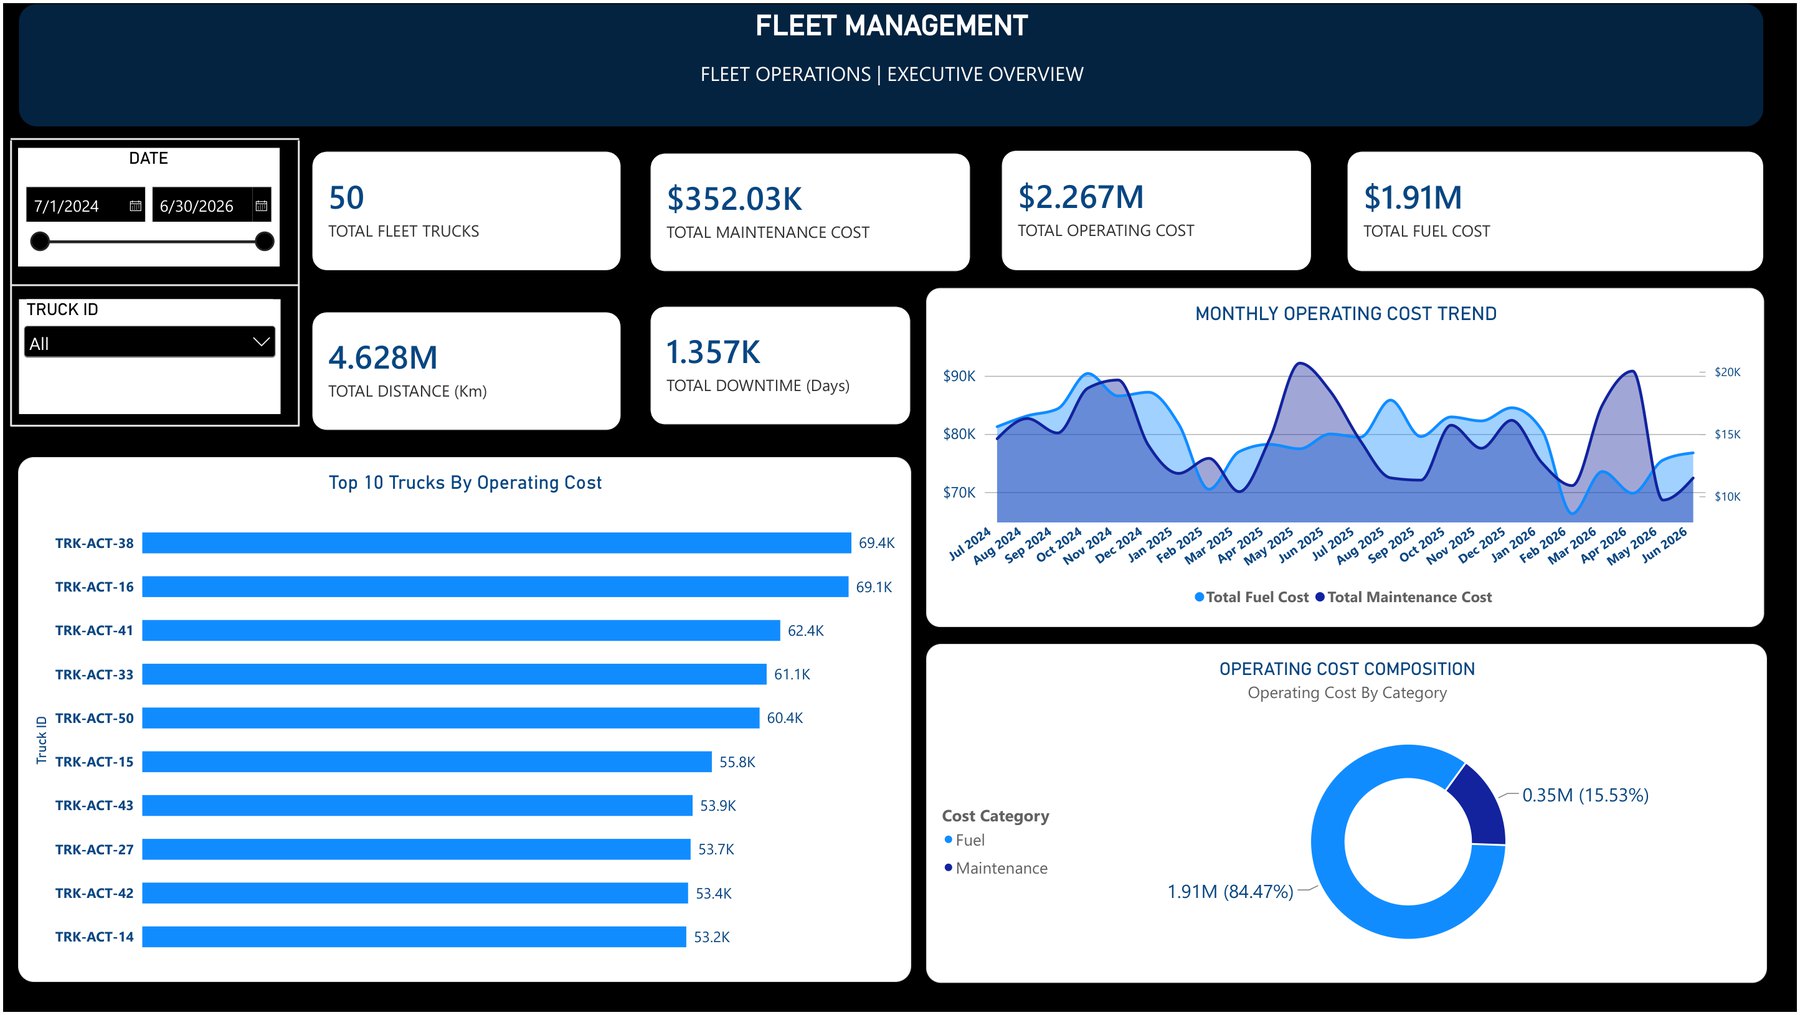 FLEET MANAGEMENT
FLEET OPERATIONS | EXECUTIVE OVERVIEW
DATE
7/1/2024
6/30/2026
TRUCK ID
All
50
TOTAL FLEET TRUCKS
$352.03K
TOTAL MAINTENANCE COST
$2.267M
TOTAL OPERATING COST
$1.91M
TOTAL FUEL COST
4.628M
TOTAL DISTANCE (Km)
1.357K
TOTAL DOWNTIME (Days)
MONTHLY OPERATING COST TREND
$90K
$80K
$70K
$20K
$15K
$10K
Jul 2024
Aug 2024
Sep 2024
Oct 2024
Nov 2024
Dec 2024
Jan 2025
Feb 2025
Mar 2025
Apr 2025
May 2025
Jun 2025
Jul 2025
Aug 2025
Sep 2025
Oct 2025
Nov 2025
Dec 2025
Jan 2026
Feb 2026
Mar 2026
Apr 2026
May 2026
Jun 2026
Total Fuel Cost
Total Maintenance Cost
Top 10 Trucks By Operating Cost
Truck ID
TRK-ACT-38 69.4K
TRK-ACT-16 69.1K
TRK-ACT-41 62.4K
TRK-ACT-33 61.1K
TRK-ACT-50 60.4K
TRK-ACT-15 55.8K
TRK-ACT-43 53.9K
TRK-ACT-27 53.7K
TRK-ACT-42 53.4K
TRK-ACT-14 53.2K
OPERATING COST COMPOSITION
Operating Cost By Category
Cost Category
Fuel
Maintenance
0.35M (15.53%)
1.91M (84.47%)